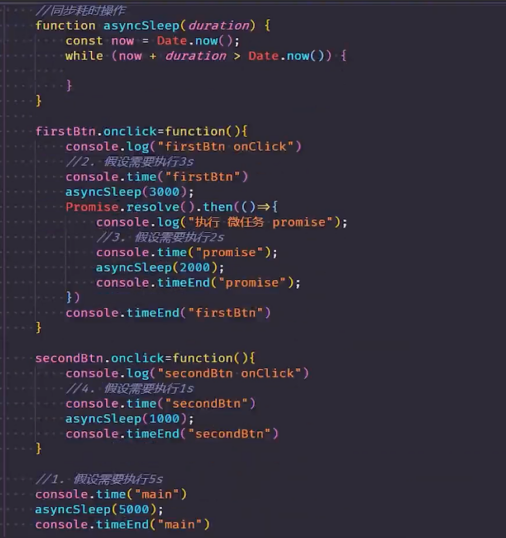 //同步耗时操作
function asyncSleep(duration) {
const now = Date.now();
while (now + duration > Date.now()) {
}
}
firstBtn.onclick=function(){
console.log("firstBtn onClick")
//2. 假设需要执行3s
console.time("firstBtn")
asyncSleep(3000);
Promise.resolve().then(()=>{
console.log("执行 微任务 promise");
//3. 假设需要执行2s
console.time("promise");
asyncSleep(2000);
console.timeEnd("promise");
})
console.timeEnd("firstBtn")
}
secondBtn.onclick=function(){
console.log("secondBtn onClick")
//4. 假设需要执行1s
console.time("secondBtn")
asyncSleep(1000);
console.timeEnd("secondBtn")
}
//1. 假设需要执行5s
console.time("main")
asyncSleep(5000);
console.timeEnd("main")